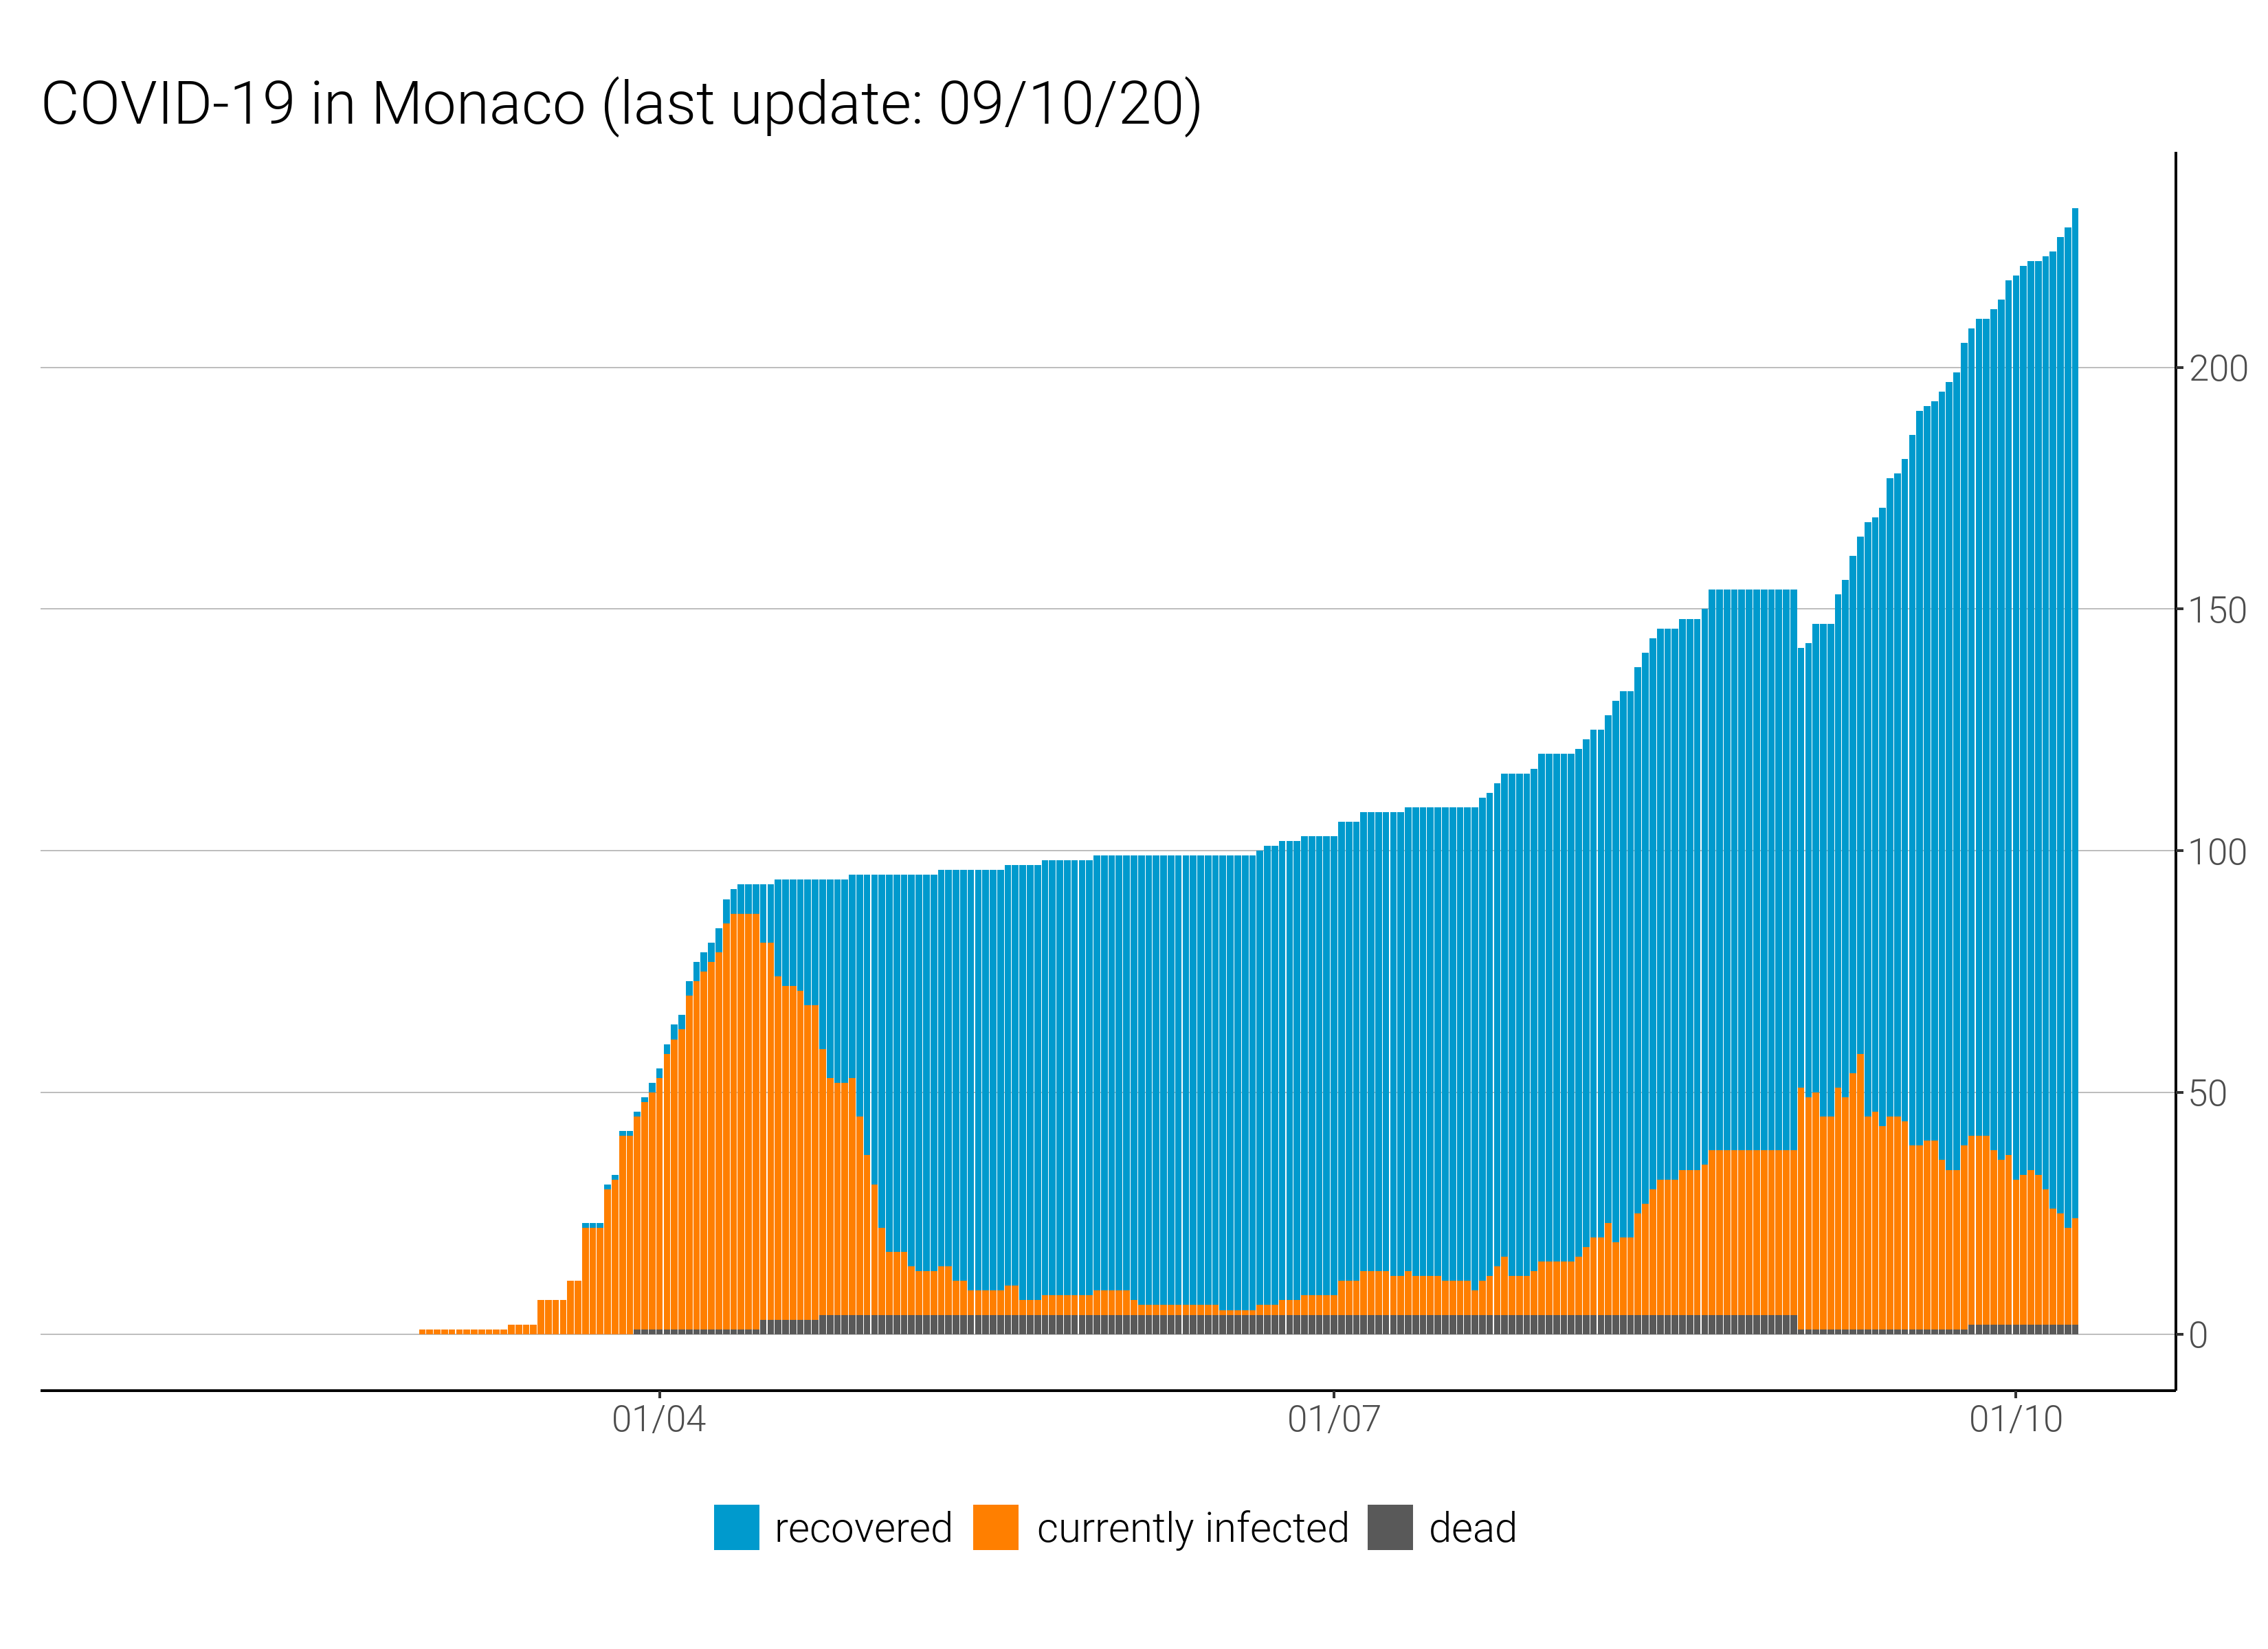 COVID-19 in Monaco (last update: 09/10/20)
200
150
100
50
0
01/04 01/07 01/10
recovered currently infected dead